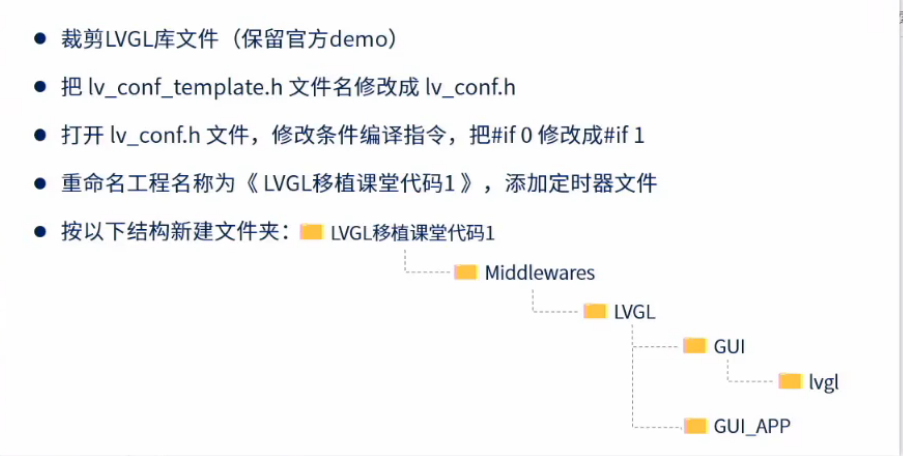 裁剪LVGL库文件（保留官方demo）
把 lv_conf_template.h 文件名修改成 lv_conf.h
打开 lv_conf.h 文件，修改条件编译指令，把#if 0 修改成#if 1
重命名工程名称为《 LVGL移植课堂代码1 》，添加定时器文件
按以下结构新建文件夹： LVGL移植课堂代码1
Middlewares
LVGL
GUI
lvgl
GUI_APP